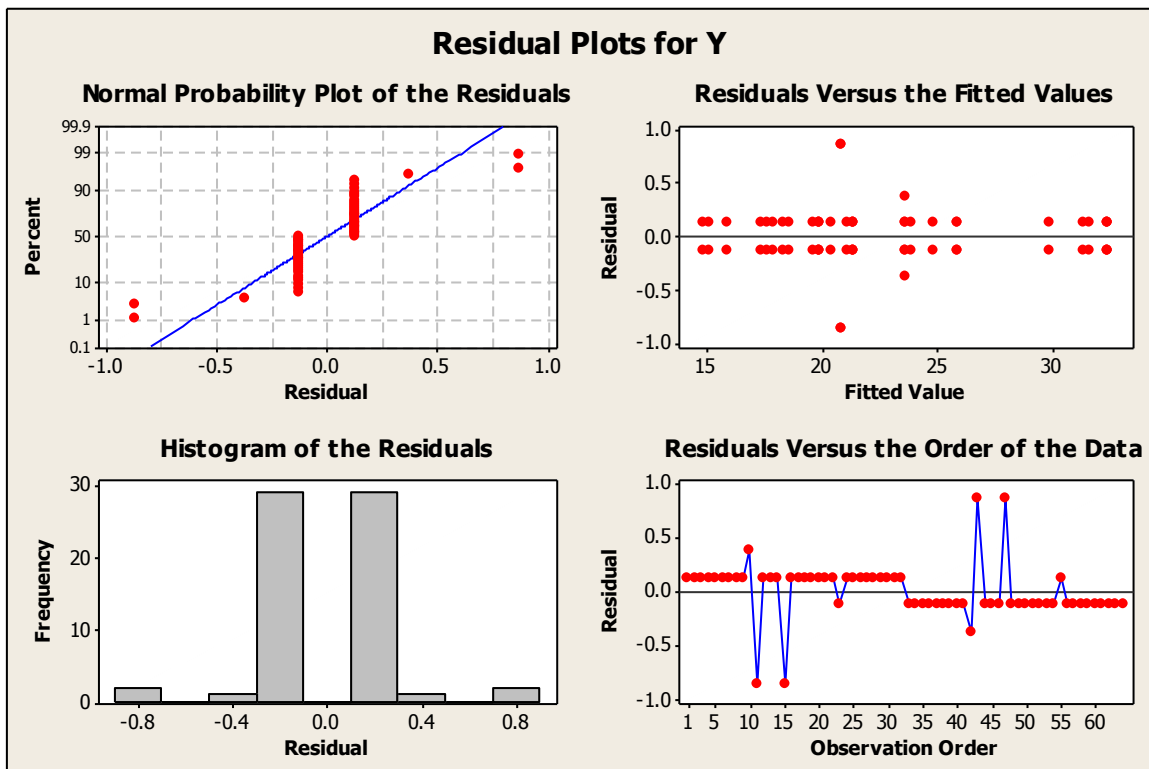 Residual Plots for Y
Normal Probability Plot of the Residuals
99.9
99
90
50
10
1
0.1
Percent
-1.0 -0.5 0.0 0.5 1.0
Residual
Residuals Versus the Fitted Values
1.0
0.5
0.0
-0.5
-1.0
Residual
15 20 25 30
Fitted Value
Histogram of the Residuals
30
20
10
0
Frequency
-0.8 -0.4 0.0 0.4 0.8
Residual
Residuals Versus the Order of the Data
1.0
0.5
0.0
-0.5
-1.0
Residual
1 5 10 15 20 25 30 35 40 45 50 55 60
Observation Order